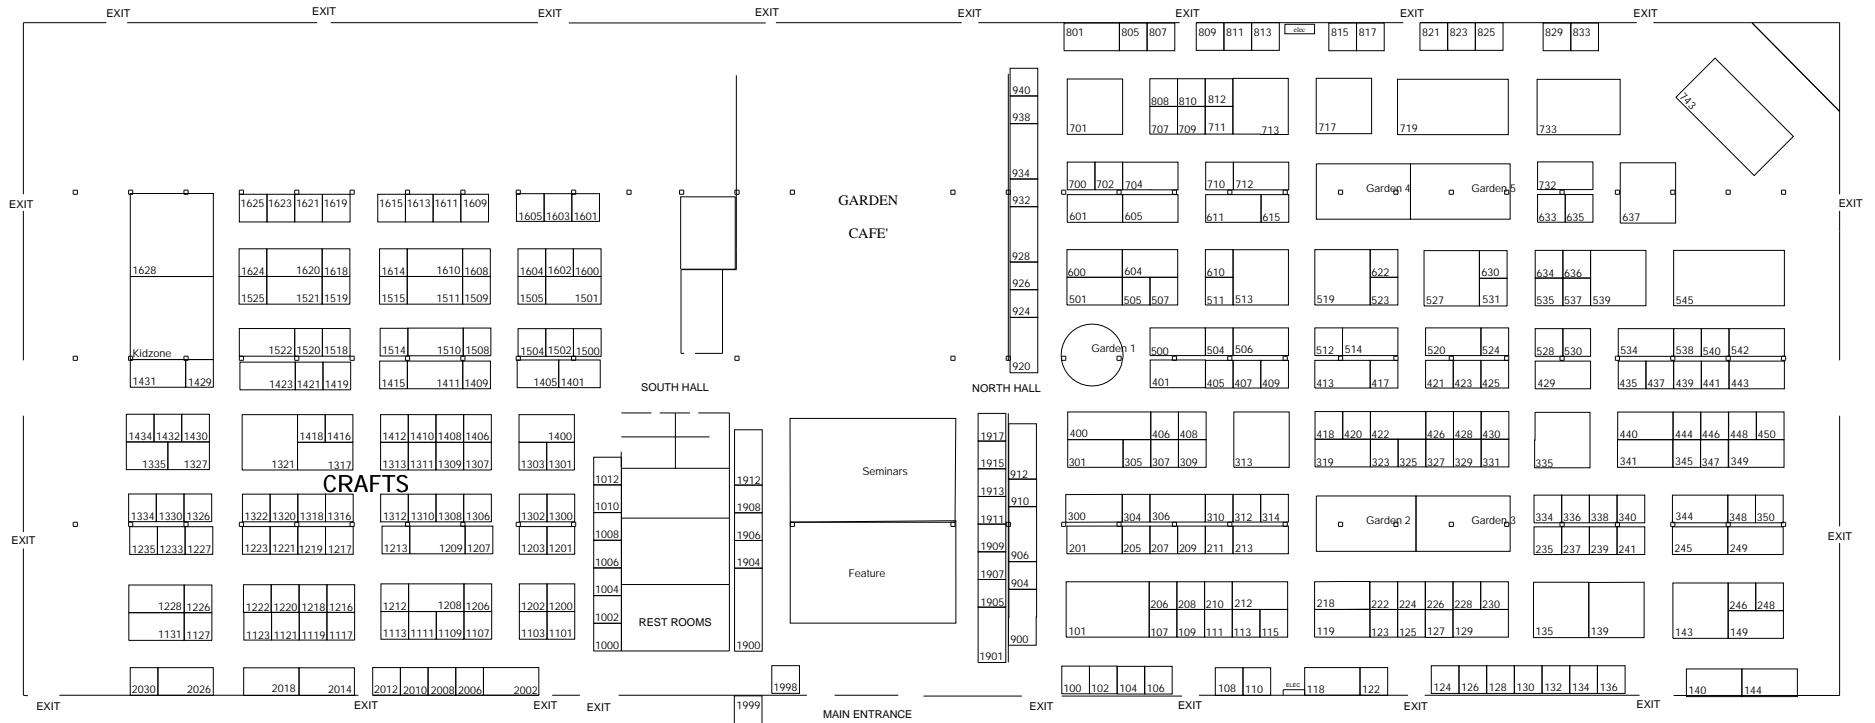 EXIT EXIT EXIT EXIT EXIT EXIT EXIT EXIT
801 805 807 809 811 813 elec 815 817 821 823 825 829 833
940
808 810 812 743
938
701 707 709 711 713 717 719 733
934 700 702 704 710 712 Garden 4 Garden 5 732
EXIT 1625 1623 1621 1619 1615 1613 1611 1609 GARDEN 932 EXIT
1605 1603 1601 601 605 611 615 633 635 637
CAFE'
928
1628 1624 1620 1618 1614 1610 1608 1604 1602 1600 600 604 610 622 630 634 636
926
1525 1521 1519 1515 1511 1509 1505 1501 501 505 507 511 513 519 523 527 531 535 537 539 545
924
Kidzone 1522 1520 1518 1514 1510 1508 1504 1502 1500 Garden 1 500 504 506 512 514 520 524 528 530 534 538 540 542
920
1431 1429 1423 1421 1419 1415 1411 1409 1405 1401 SOUTH HALL NORTH HALL 401 405 407 409 413 417 421 423 425 429 435 437 439 441 443
1434 1432 1430 1418 1416 1412 1410 1408 1406 1400 1917 400 406 408 418 420 422 426 428 430 440 444 446 448 450
1335 1327 1321 1317 1313 1311 1309 1307 1303 1301 1915 301 305 307 309 313 319 323 325 327 329 331 335 341 345 347 349
CRAFTS 1012 1912 Seminars 912
1913
1010 1908 910
1334 1330 1326 1322 1320 1318 1316 1312 1310 1308 1306 1302 1300 1911 300 304 306 310 312 314 Garden 2 Garden 3 334 336 338 340 344 348 350
EXIT 1008 1906 EXIT
1235 1233 1227 1223 1221 1219 1217 1213 1209 1207 1203 1201 1909 201 205 207 209 211 213 235 237 239 241 245 249
1006 1904 906
Feature 1907
1004 904
1228 1226 1222 1220 1218 1216 1212 1208 1206 1202 1200 1905 206 208 210 212 218 222 224 226 228 230 246 248
1002 REST ROOMS
1131 1127 1123 1121 1119 1117 1113 1111 1109 1107 1103 1101 1000 1900 900 101 107 109 111 113 115 119 123 125 127 129 135 139 143 149
1901
2030 2026 2018 2014 2012 2010 2008 2006 2002 1998 100 102 104 106 108 110 ELEC 118 122 124 126 128 130 132 134 136 140 144
EXIT EXIT EXIT EXIT 1999 MAIN ENTRANCE EXIT EXIT EXIT EXIT